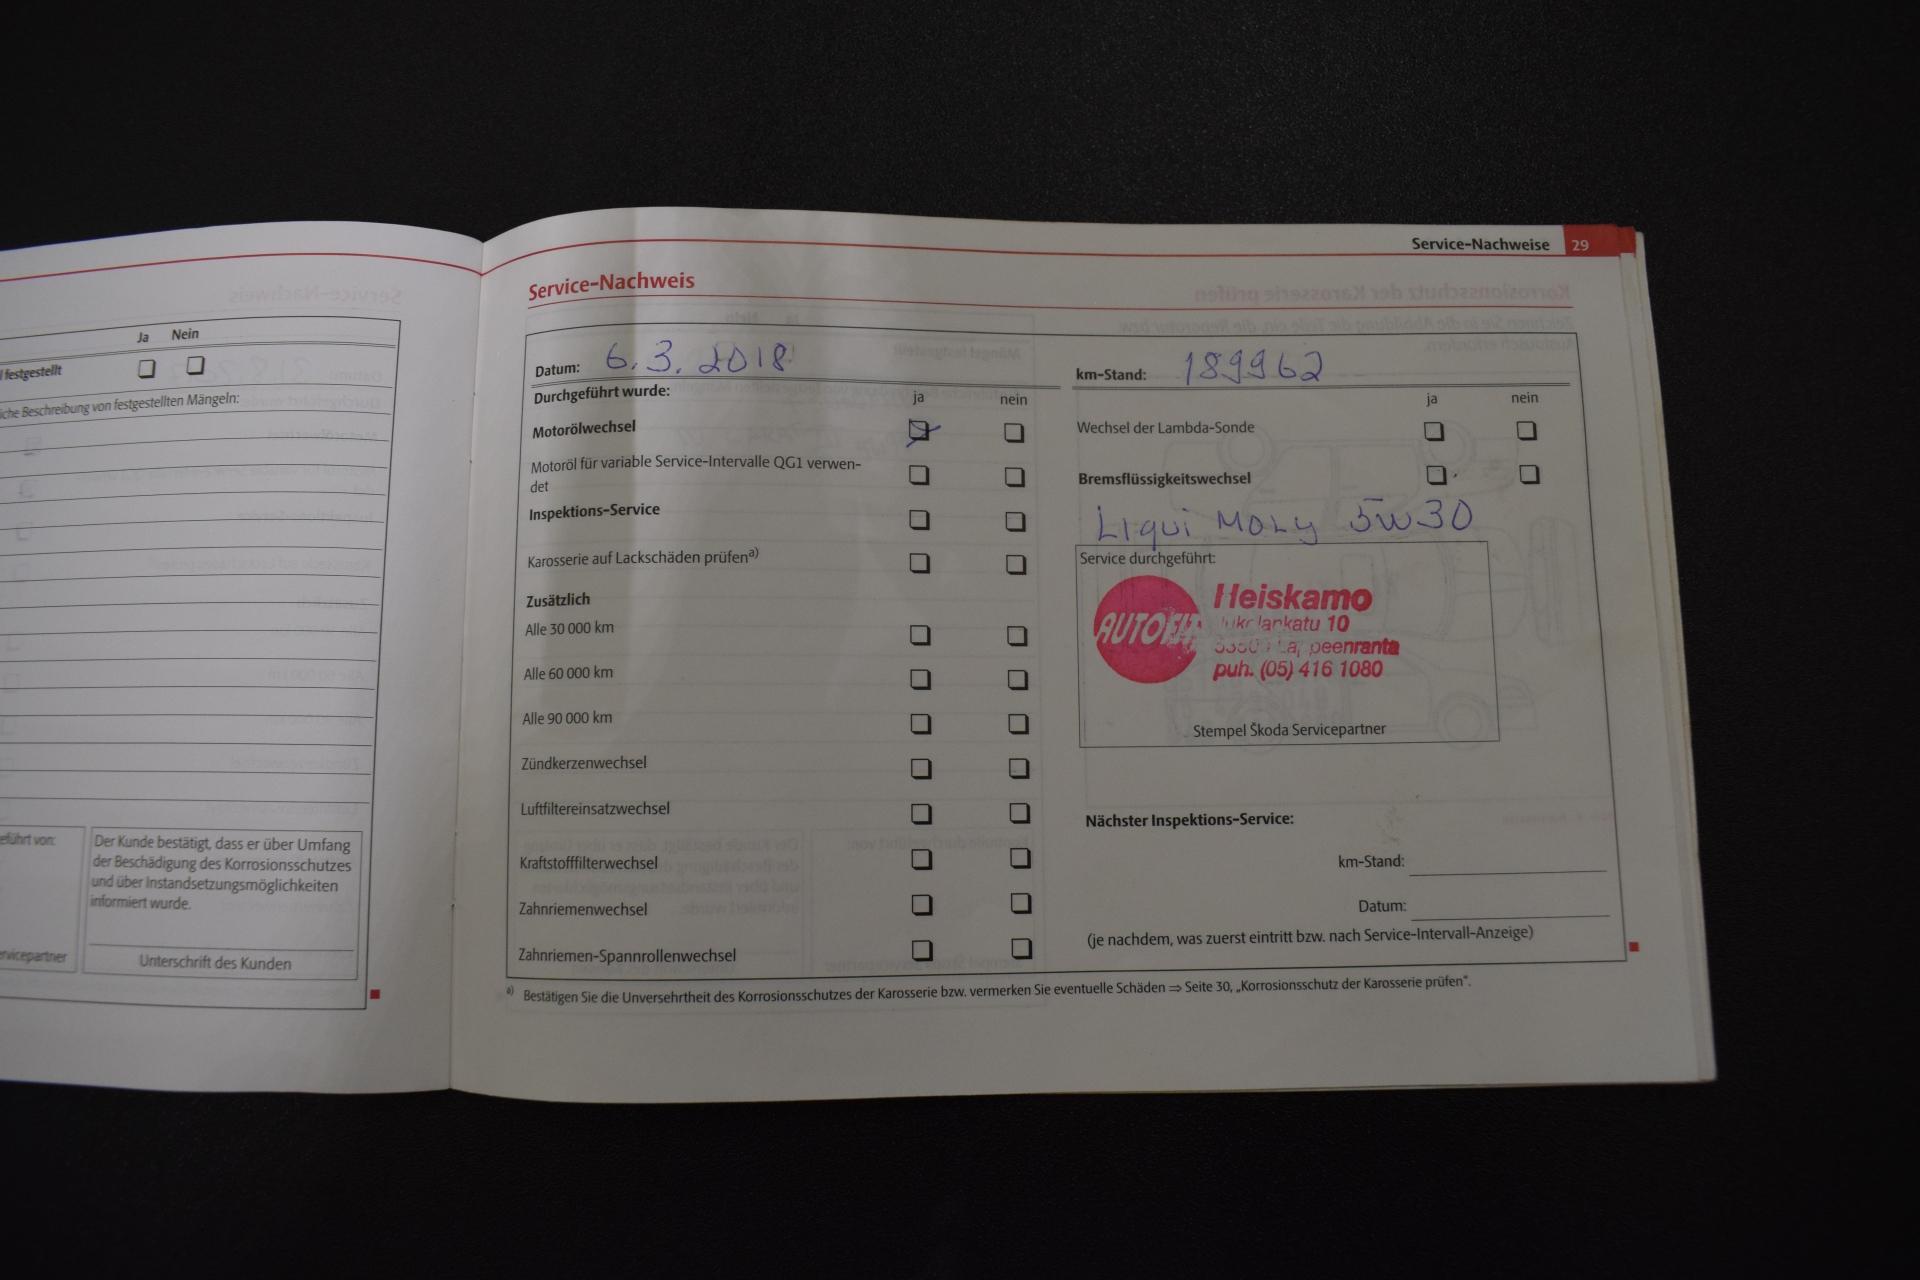 Ja Nein
festgestellt
liche Beschreibung von festgestellten Mängeln:
Der Kunde bestätigt, dass er über Umfang
der Beschädigung des Korrosionsschutzes
und über Instandsetzungsmöglichkeiten
informiert wurde.
Unterschrift des Kunden
Service-Nachweise 29
Service-Nachweis
Datum: 6.3.2018
km-Stand: 189962
Durchgeführt wurde: ja nein
Motorölwechsel
Motoröl für variable Service-Intervalle QG1 verwen-
det
Inspektions-Service
Karosserie auf Lackschäden prüfen a)
Zusätzlich
Alle 30 000 km
Alle 60 000 km
Alle 90 000 km
Zündkerzenwechsel
Luftfiltereinsatzwechsel
Kraftstofffilterwechsel
Zahnriemenwechsel
Zahnriemen-Spannrollenwechsel
ja nein
Wechsel der Lambda-Sonde
Bremsflüssigkeitswechsel
Liqui Moly 5W30
Service durchgeführt:
AUTOFIT
Heiskamo
10
Lappeenranta
puh. (05) 416 1080
Stempel Škoda Servicepartner
Nächster Inspektions-Service:
km-Stand:
Datum:
(je nachdem, was zuerst eintritt bzw. nach Service-Intervall-Anzeige)
a) Bestätigen Sie die Unversehrtheit des Korrosionsschutzes der Karosserie bzw. vermerken Sie eventuelle Schäden ⇒ Seite 30, „Korrosionsschutz der Karosserie prüfen“.